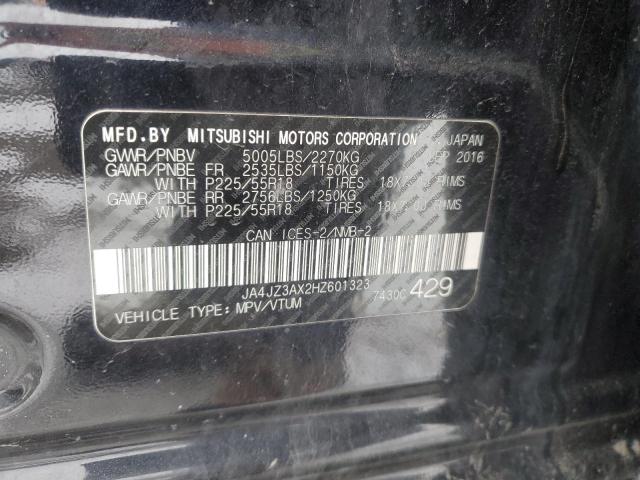 MFD.BY MITSUBISHI MOTORS CORPORATION JAPAN
GVWR/PNBV 5005LBS/2270KG 2016
GAWR/PNBE FR 2535LBS/1150KG
WITH P225/55R18 TIRES RIMS
GAWR/PNBE RR 2756LBS/1250KG
WITH P225/55R18 TIRES RIMS
CAN ICES-2/NMB-2
JA4JZ3AX2HZ601323 7430C 429
VEHICLE TYPE: MPV/VTUM